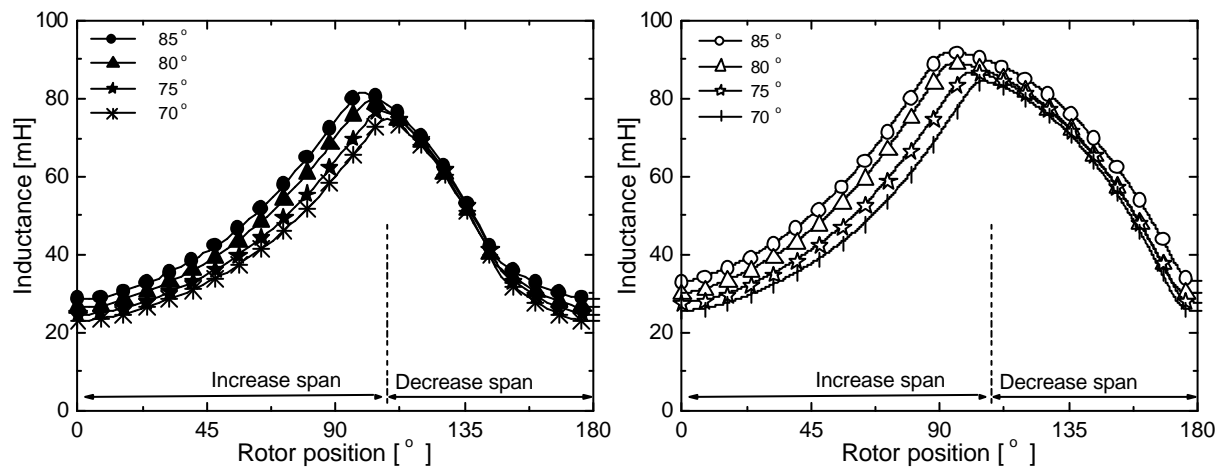 100
80
60
40
20
0
Inductance [mH]
85 °
80 °
75 °
70 °
Increase span
Decrease span
0 45 90 135 180
Rotor position [ ° ]
100
80
60
40
20
0
Inductance [mH]
85 °
80 °
75 °
70 °
Increase span
Decrease span
0 45 90 135 180
Rotor position [ ° ]